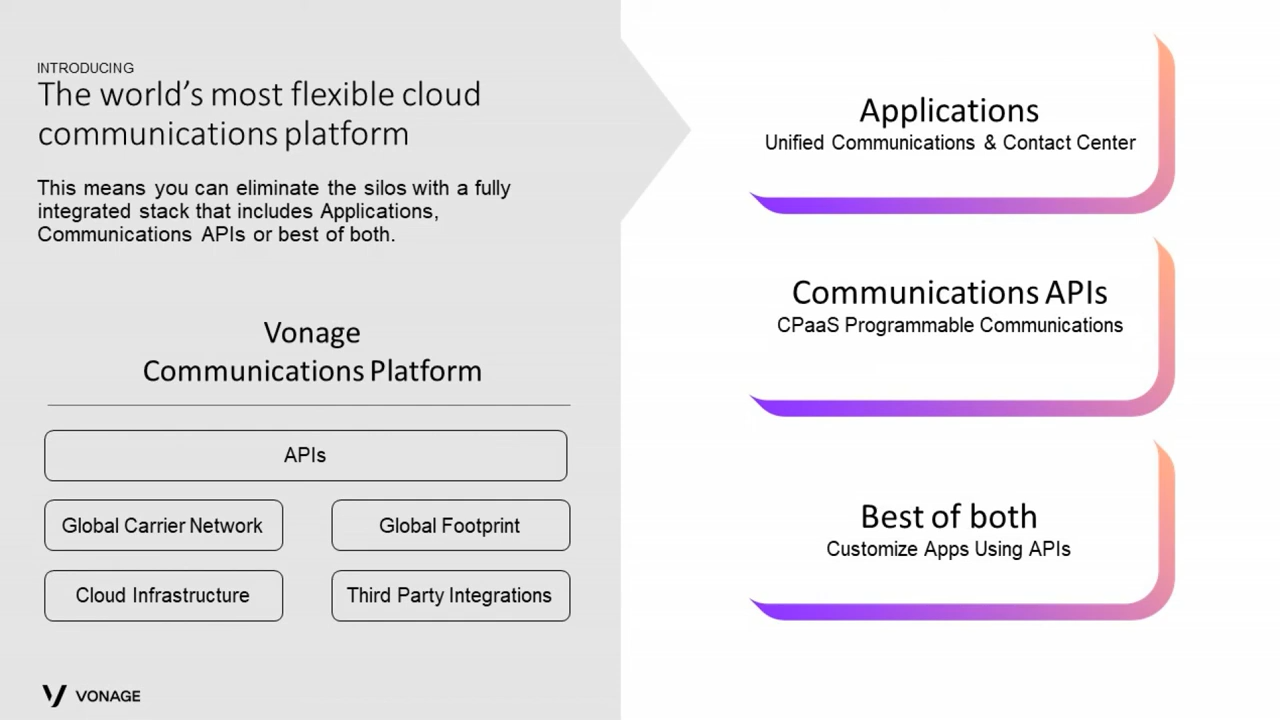 INTRODUCING
The world's most flexible cloud
communications platform
This means you can eliminate the silos with a fully
integrated stack that includes Applications,
Communications APIs or best of both.
Vonage
Communications Platform
APIs
Global Carrier Network
Global Footprint
Cloud Infrastructure
Third Party Integrations
VONAGE
Applications
Unified Communications & Contact Center
Communications APIs
CPaaS Programmable Communications
Best of both
Customize Apps Using APIs